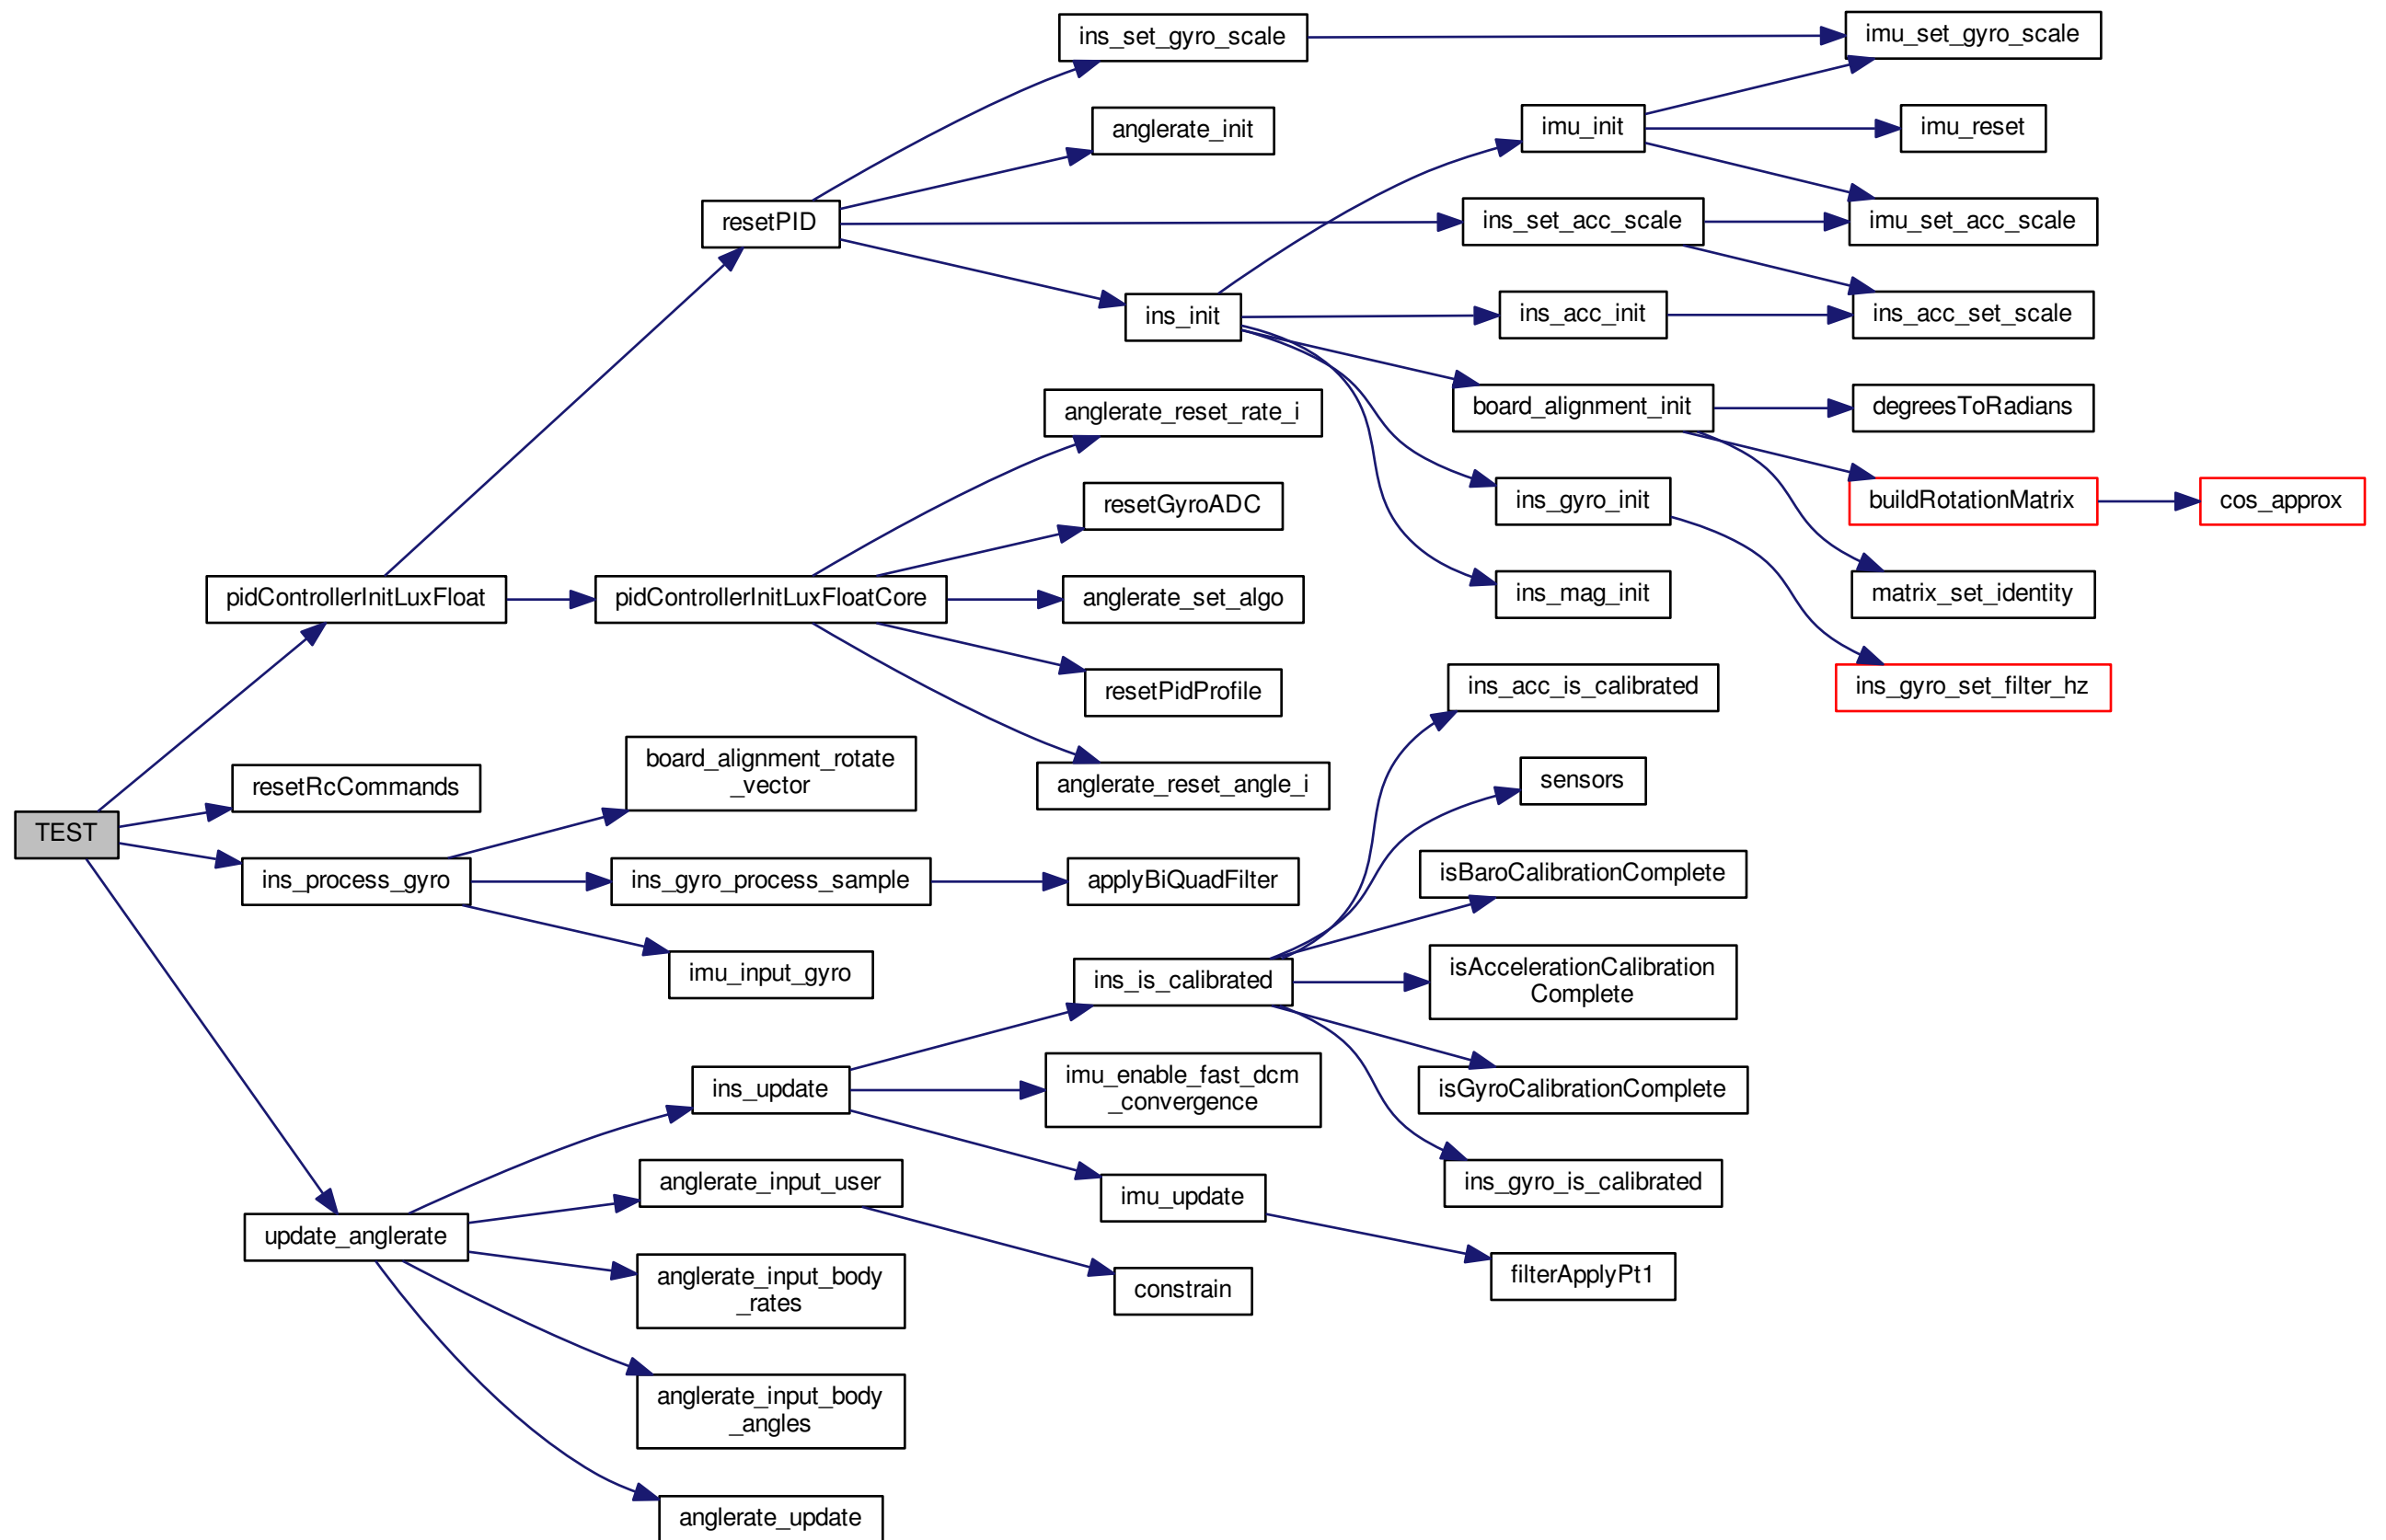 ins_set_gyro_scale
imu_set_gyro_scale
anglerate_init
imu_init
imu_reset
resetPID
ins_set_acc_scale
imu_set_acc_scale
ins_init
ins_acc_init
ins_acc_set_scale
anglerate_reset_rate_i
board_alignment_init
degreesToRadians
resetGyroADC
ins_gyro_init
buildRotationMatrix
cos_approx
pidControllerInitLuxFloat
pidControllerInitLuxFloatCore
anglerate_set_algo
ins_mag_init
matrix_set_identity
resetPidProfile
ins_acc_is_calibrated
ins_gyro_set_filter_hz
board_alignment_rotate
_vector
anglerate_reset_angle_i
sensors
resetRcCommands
TEST
ins_process_gyro
ins_gyro_process_sample
applyBiQuadFilter
isBaroCalibrationComplete
imu_input_gyro
ins_is_calibrated
isAccelerationCalibration
Complete
ins_update
imu_enable_fast_dcm
_convergence
isGyroCalibrationComplete
anglerate_input_user
imu_update
ins_gyro_is_calibrated
update_anglerate
anglerate_input_body
_rates
constrain
filterApplyPt1
anglerate_input_body
_angles
anglerate_update